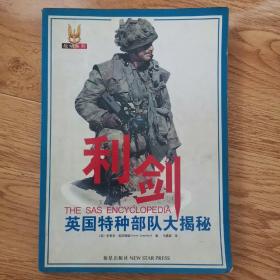 利剑
THE SAS ENCYCLOPEDIA
英国特种部队大揭秘
新星出版社 NEW STAR PRESS